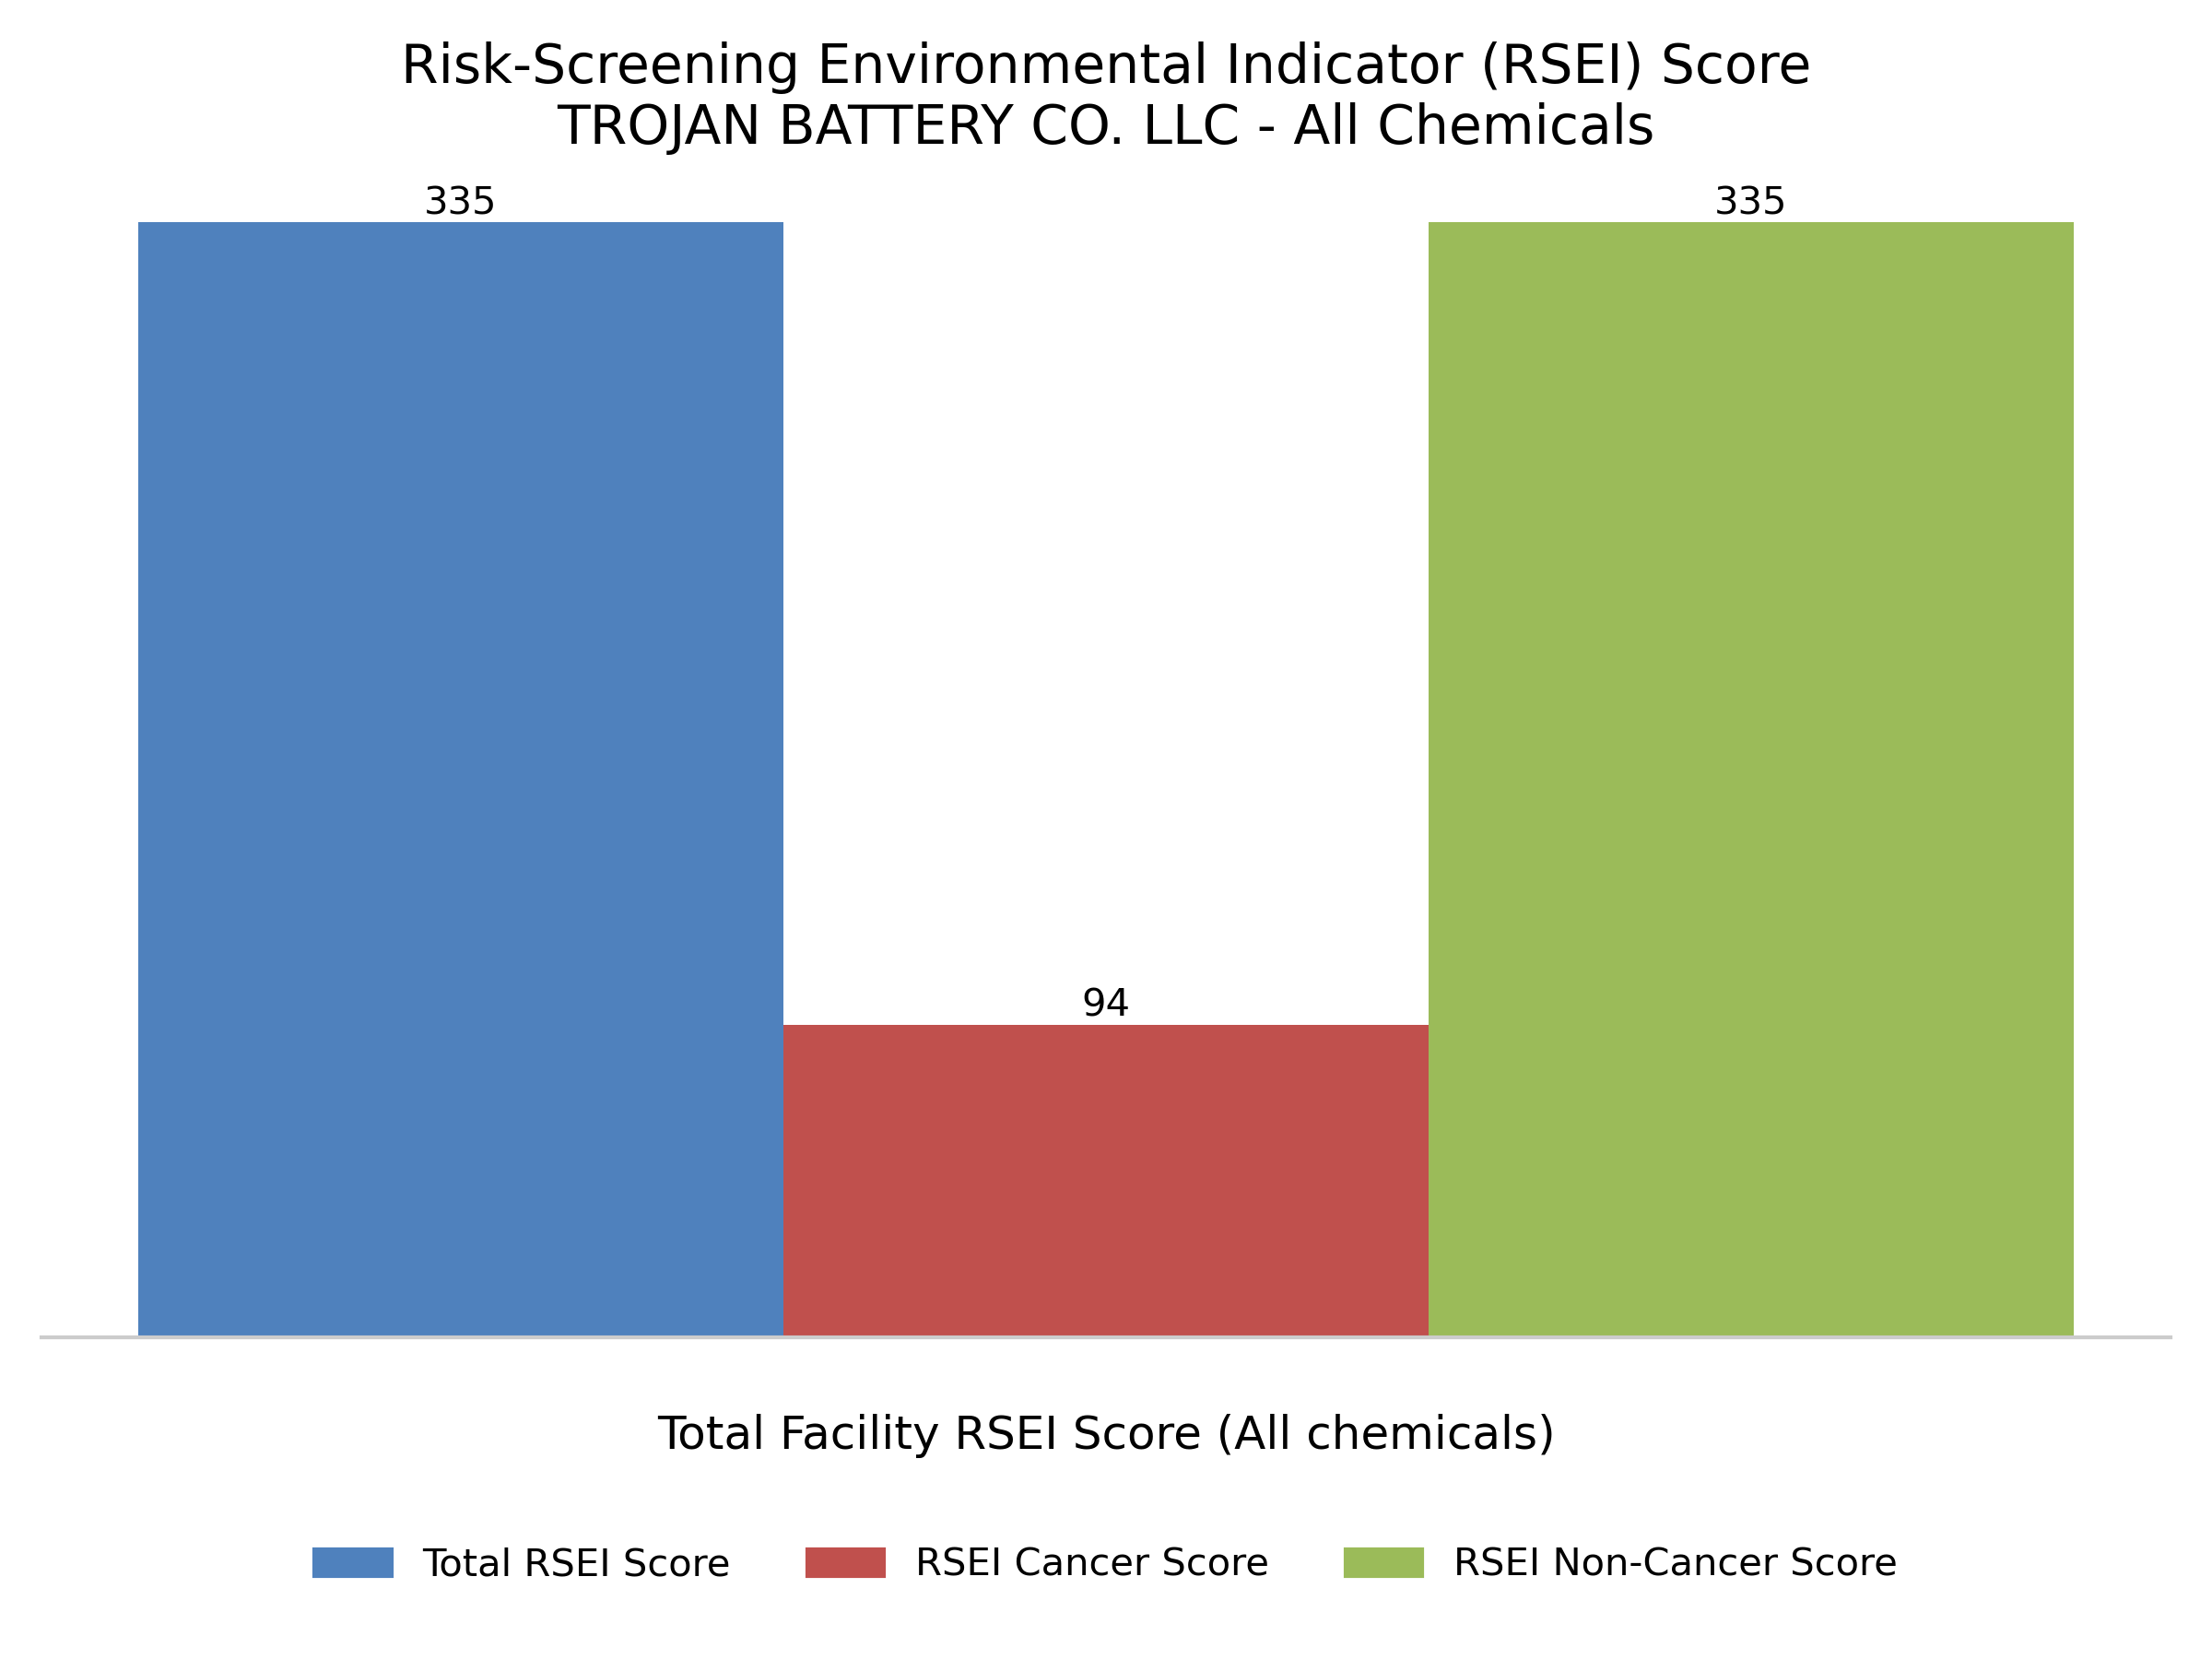 Risk-Screening Environmental Indicator (RSEI) Score
TROJAN BATTERY CO. LLC - All Chemicals
335
335
94
Total Facility RSEI Score (All chemicals)
Total RSEI Score
RSEI Cancer Score
RSEI Non-Cancer Score